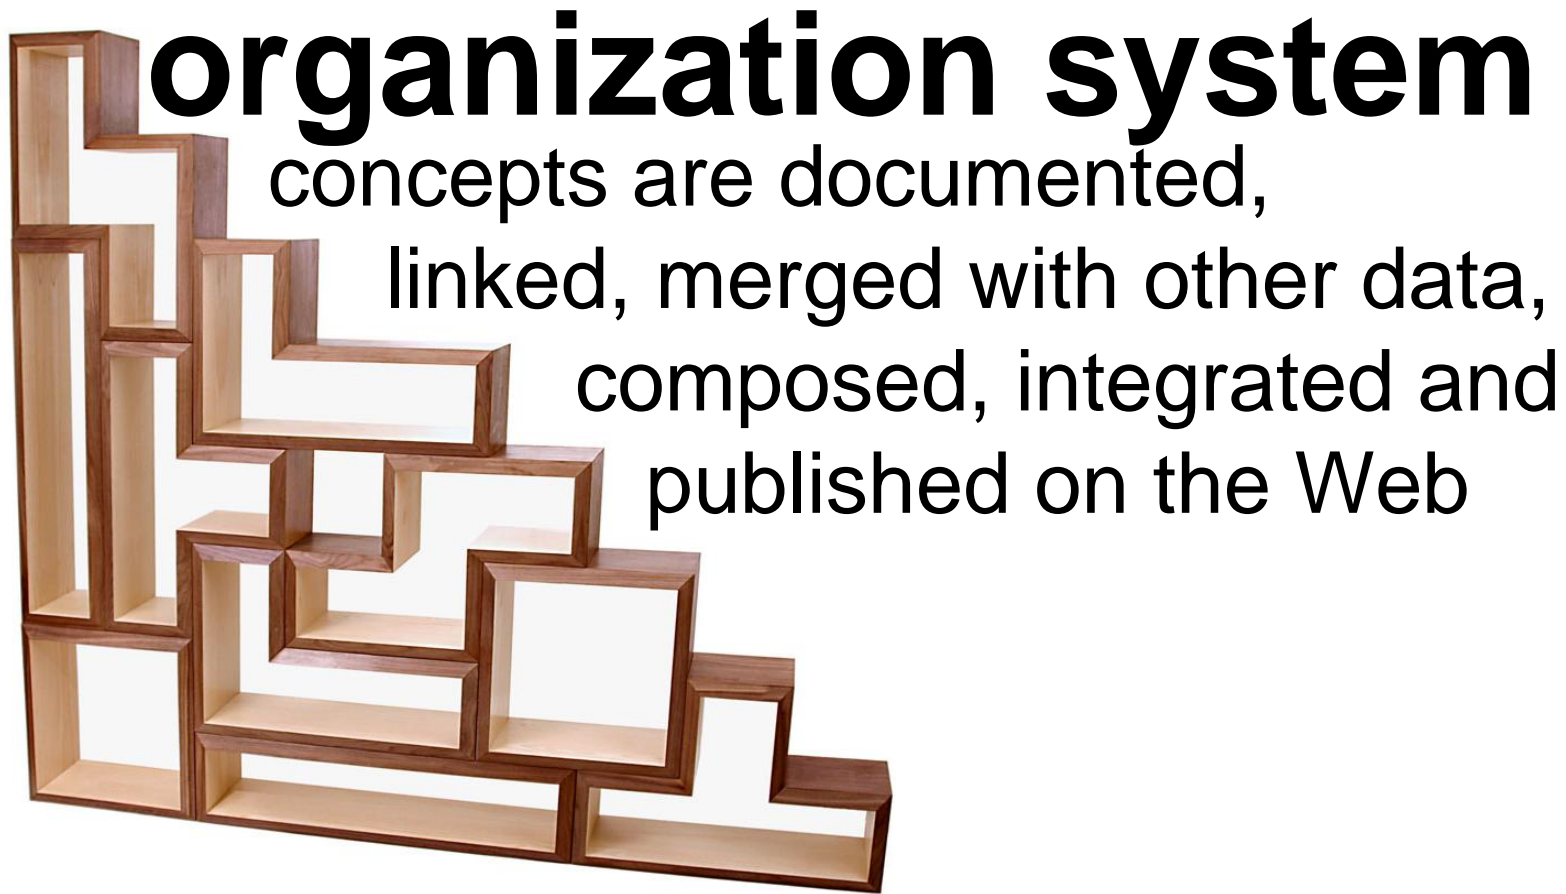 organization system
concepts are documented,
linked, merged with other data,
composed, integrated and
published on the Web